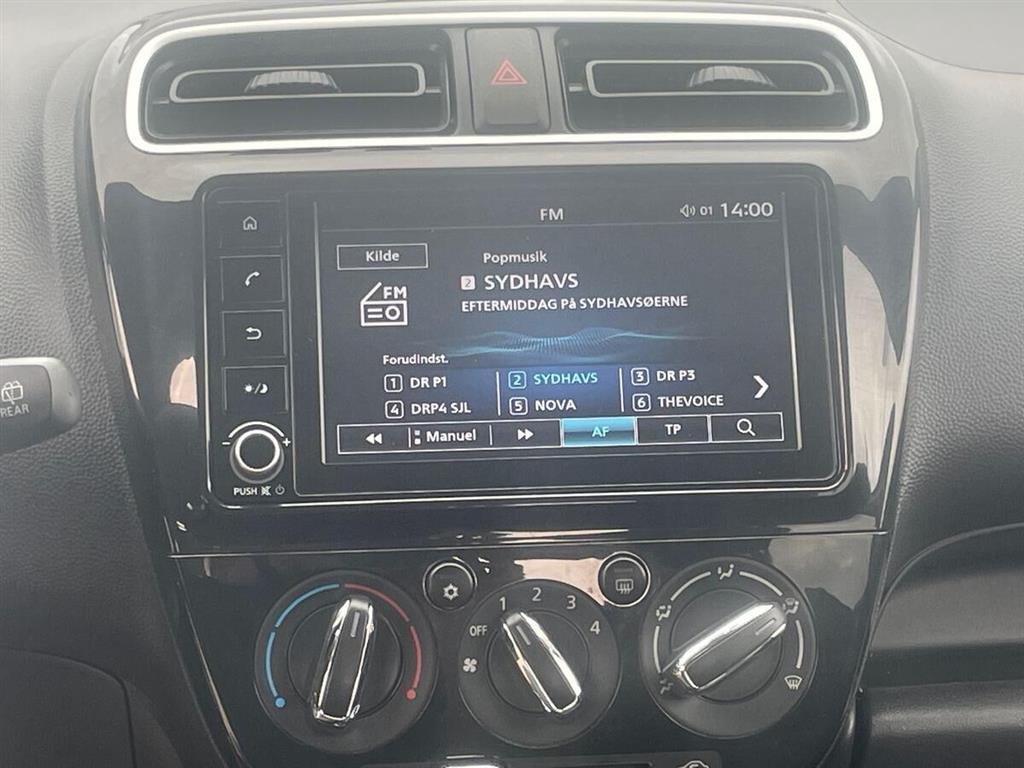 FM 01 14:00
Kilde
Popmusik
2 SYDHAVS
EFTERMIDDAG På SYDHAVSØERNE
FM
Forudindst.
1 DR P1 2 SYDHAVS 3 DR P3
4 DRP4 SJL 5 NOVA 6 THEVOICE
Manuel AF TP
- +
PUSH
REAR
OFF 1 2 3 4